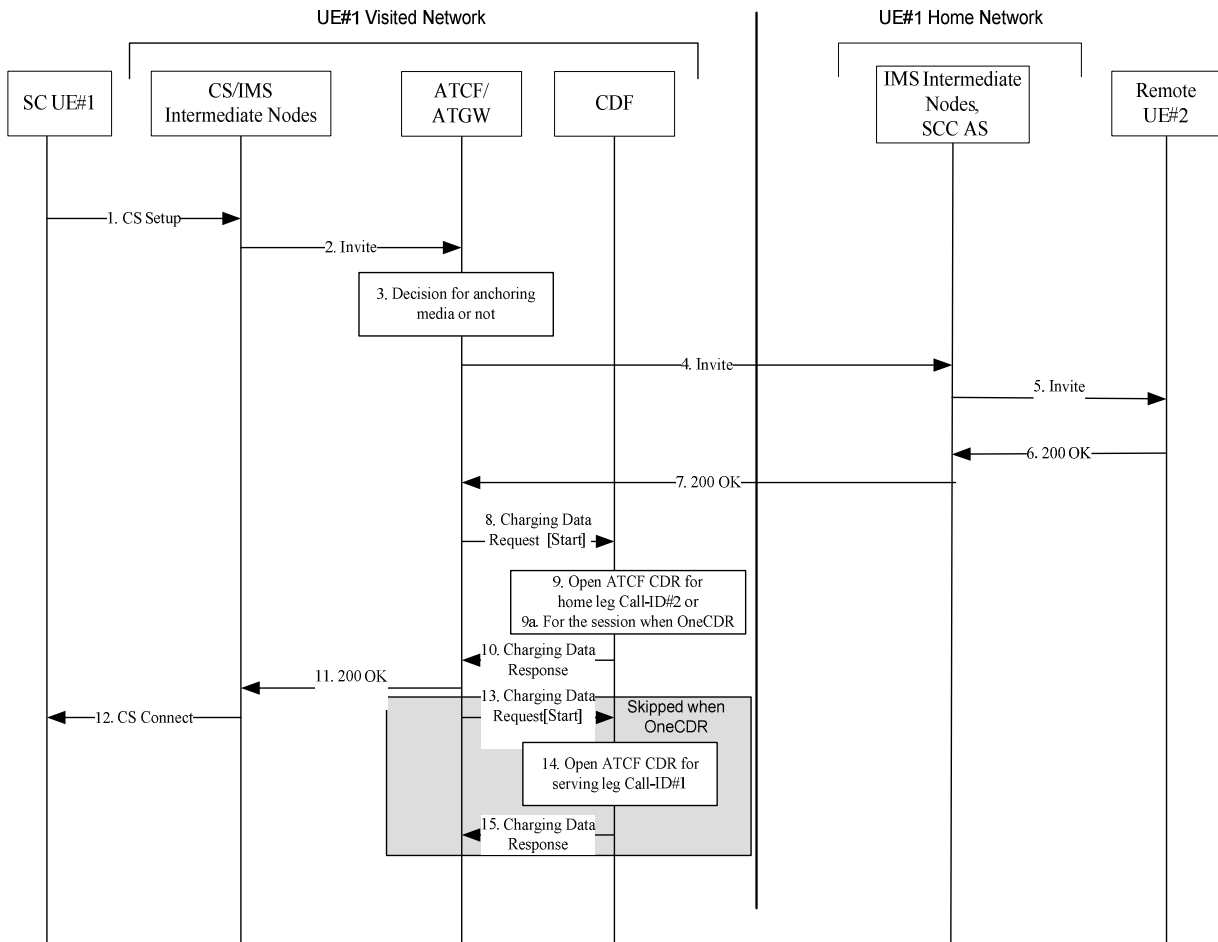 UE#1 Visited Network
UE#1 Home Network
SC UE#1
CS/IMS
Intermediate Nodes
ATCF/
ATGW
CDF
IMS Intermediate
Nodes,
SCC AS
Remote
UE#2
1. CS Setup
2. Invite
3. Decision for anchoring
media or not
4. Invite
5. Invite
6. 200 OK
7. 200 OK
8. Charging Data
Request [Start]
9. Open ATCF CDR for
home leg Call-ID#2 or
9a. For the session when OneCDR
10. Charging Data
Response
11. 200 OK
12. CS Connect
13. Charging Data
Request[Start]
Skipped when
OneCDR
14. Open ATCF CDR for
serving leg Call-ID#1
15. Charging Data
Response